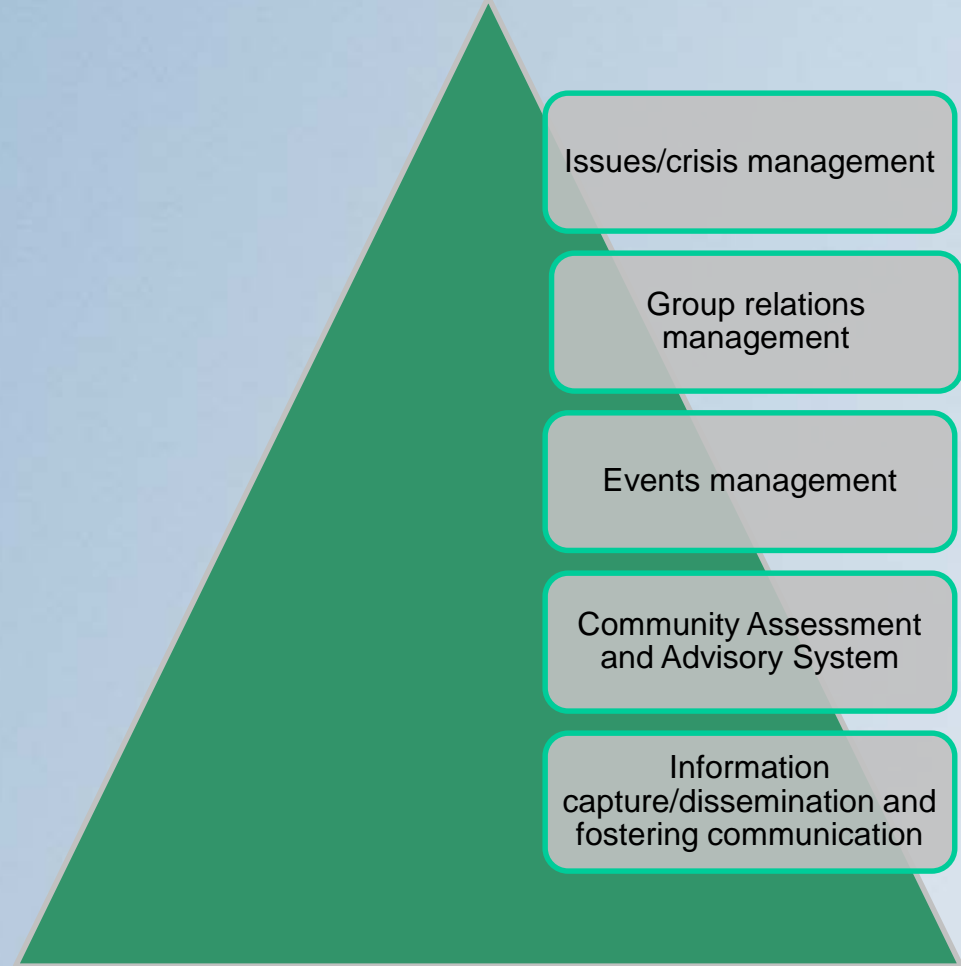 Issues/crisis management
Group relations
management
Events management
Community Assessment
and Advisory System
Information
capture/dissemination and
fostering communication